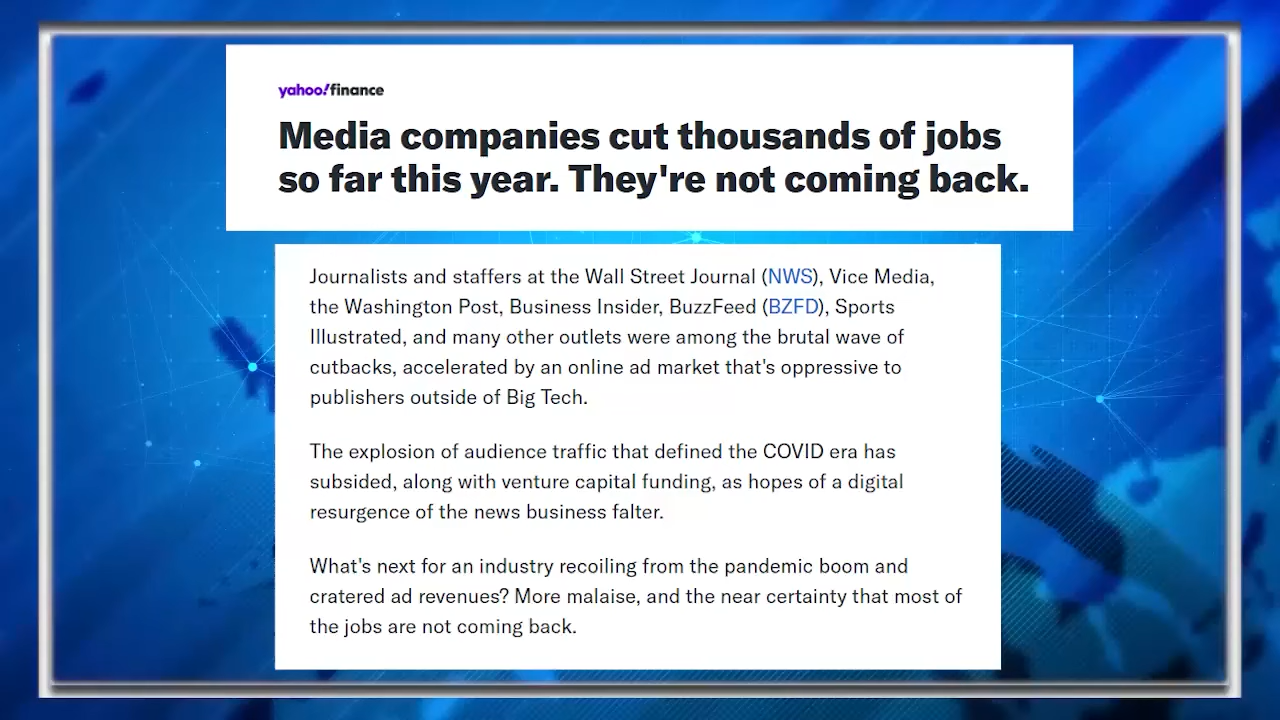 yahoo!finance
Media companies cut thousands of jobs
so far this year. They're not coming back.
Journalists and staffers at the Wall Street Journal (NWS), Vice Media,
the Washington Post, Business Insider, BuzzFeed (BZFD), Sports
Illustrated, and many other outlets were among the brutal wave of
cutbacks, accelerated by an online ad market that's oppressive to
publishers outside of Big Tech.
The explosion of audience traffic that defined the COVID era has
subsided, along with venture capital funding, as hopes of a digital
resurgence of the news business falter.
What's next for an industry recoiling from the pandemic boom and
cratered ad revenues? More malaise, and the near certainty that most of
the jobs are not coming back.